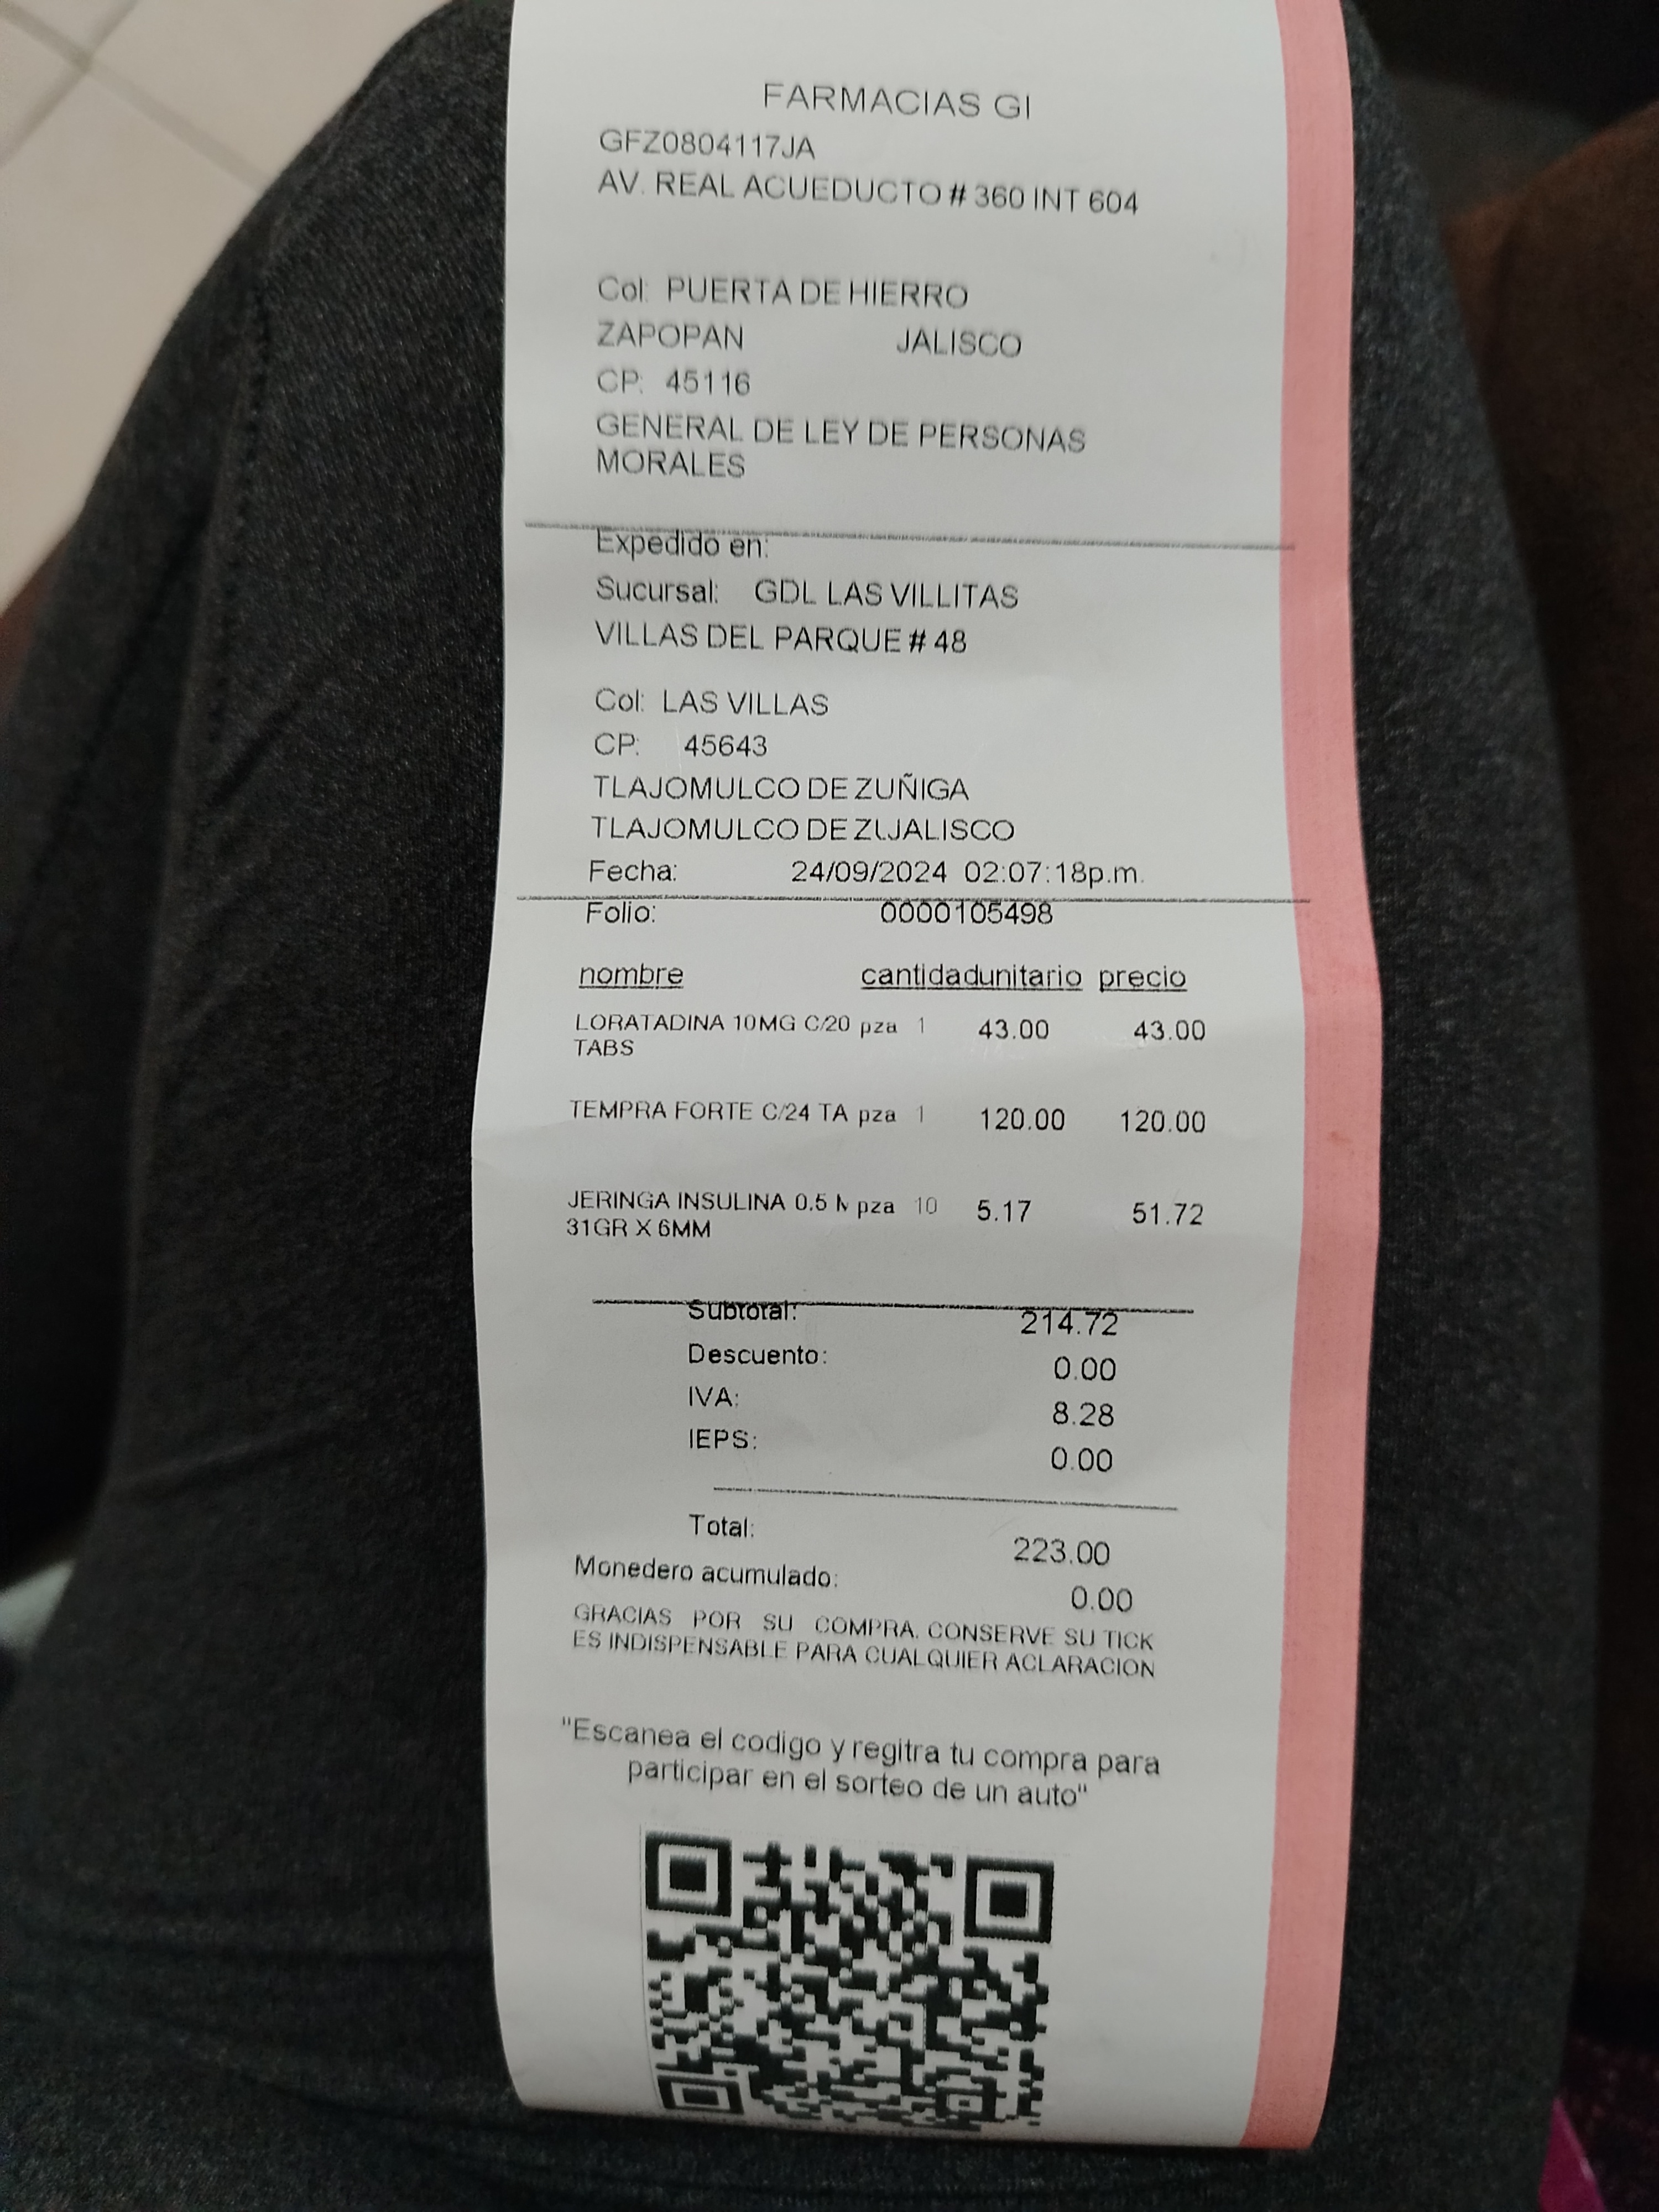 FARMACIAS GI
GFZ0804117JA
AV. REAL ACUEDUCTO # 360 INT 604
Col: PUERTA DE HIERRO
ZAPOPAN JALISCO
CP: 45116
GENERAL DE LEY DE PERSONAS
MORALES
Expedido en:
Sucursal: GDL LAS VILLITAS
VILLAS DEL PARQUE # 48
Col: LAS VILLAS
CP: 45643
TLAJOMULCO DE ZUÑIGA
TLAJOMULCO DE ZUJALISCO
Fecha: 24/09/2024 02:07:18p.m.
Folio: 0000105498
nombre cantidadunitario precio
LORATADINA 10MG C/20 pza 1 43.00 43.00
TABS
TEMPRA FORTE C/24 TA pza 1 120.00 120.00
JERINGA INSULINA 0.5 M pza 10 5.17 51.72
31GR X 6MM
Subtotal: 214.72
Descuento: 0.00
IVA: 8.28
IEPS: 0.00
Total: 223.00
Monedero acumulado: 0.00
GRACIAS POR SU COMPRA. CONSERVE SU TICK
ES INDISPENSABLE PARA CUALQUIER ACLARACION
"Escanea el codigo y regitra tu compra para
participar en el sorteo de un auto"